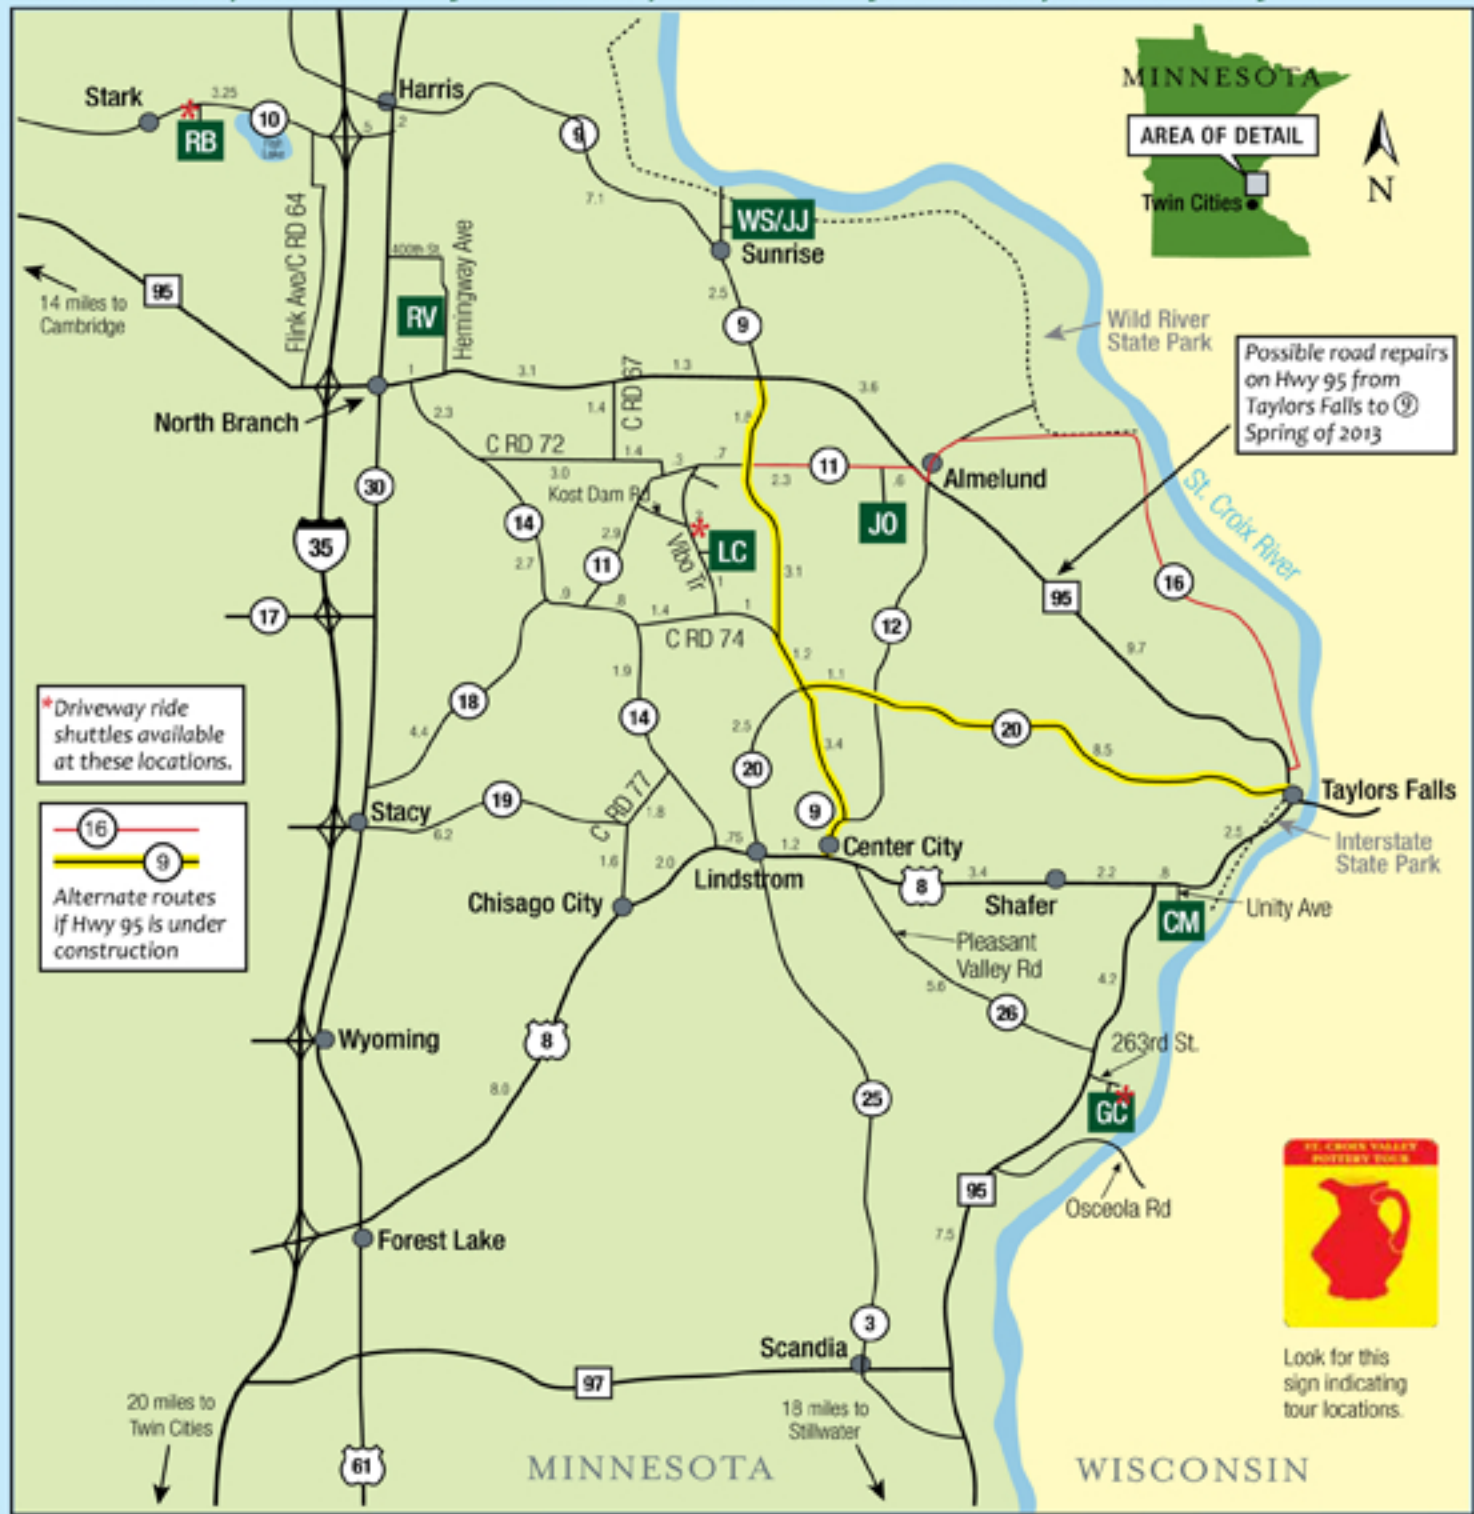 Stark
3.25
10
RB
Fish
Lake
.5
.2
Harris
9
7.1
WS/JJ
Sunrise
MINNESOTA
AREA OF DETAIL
Twin Cities
N
14 miles to
Cambridge
95
Flink Ave/C RD 64
400th St
RV
Hemingway Ave
2.5
9
Wild River
State Park
Possible road repairs
on Hwy 95 from
Taylors Falls to 9
Spring of 2013
North Branch
1
3.1
1.3
3.6
2.3
C RD 67
1.4
1.8
C RD 72
3.0
1.4
.3
.7
11
2.3
.6
Almelund
JO
Kost Dam Rd
30
14
35
2.9
11
2.7
LC
Vibo Tr
1
3.1
12
95
16
St. Croix River
9.7
17
.9
.8
1.4
1
C RD 74
1.2
1.1
1.9
*Driveway ride
shuttles available
at these locations.
18
4.4
14
2.5
20
3.4
20
8.5
16
9
Alternate routes
if Hwy 95 is under
construction
Stacy
19
6.2
C RD 77
1.8
1.6
2.0
.75
1.2
9
Center City
Lindstrom
Chisago City
8
3.4
2.2
.8
Shafer
CM
Unity Ave
Taylors Falls
2.5
Interstate
State Park
Pleasant
Valley Rd
5.6
26
4.2
263rd St.
GC
Wyoming
8
8.0
25
95
Osceola Rd
7.5
Forest Lake
3
Scandia
97
20 miles to
Twin Cities
61
18 miles to
Stillwater
MINNESOTA
WISCONSIN
ST. CROIX VALLEY
POTTERY TOUR
Look for this
sign indicating
tour locations.